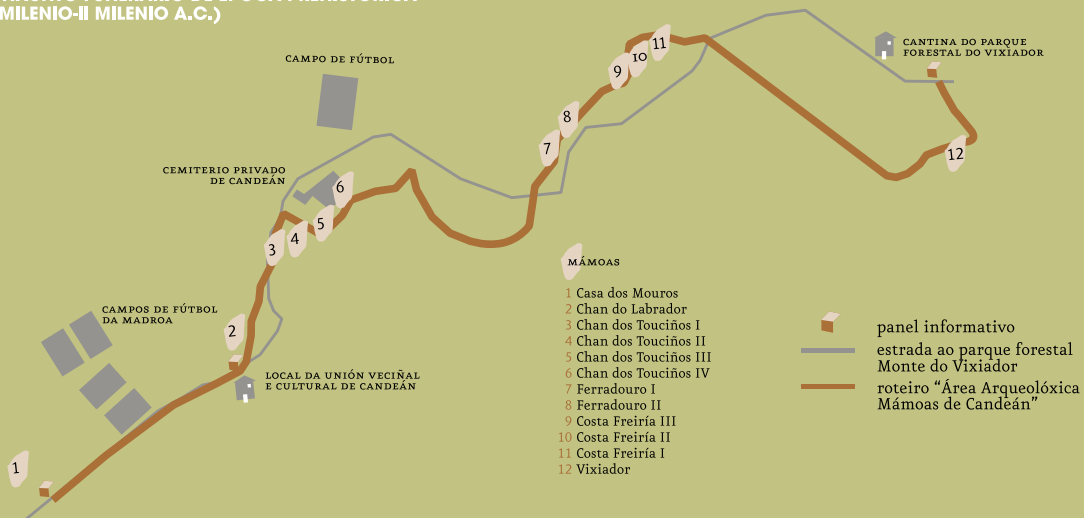 MILENIO-II MILENIO A.C.)
CAMPO DE FÚTBOL
CANTINA DO PARQUE
FORESTAL DO VIXIADOR
CEMITERIO PRIVADO
DE CANDEÁN
CAMPOS DE FÚTBOL
DA MADROA
LOCAL DA UNIÓN VECIÑAL
E CULTURAL DE CANDEÁN
1
2
3
4
5
6
7
8
9
10
11
12
MÁMOAS
1 Casa dos Mouros
2 Chan do Labrador
3 Chan dos Touciños I
4 Chan dos Touciños II
5 Chan dos Touciños III
6 Chan dos Touciños IV
7 Ferradouro I
8 Ferradouro II
9 Costa Freiría III
10 Costa Freiría II
11 Costa Freiría I
12 Vixiador
panel informativo
estrada ao parque forestal
Monte do Vixiador
roteiro “Área Arqueolóxica
Mámoas de Candeán”